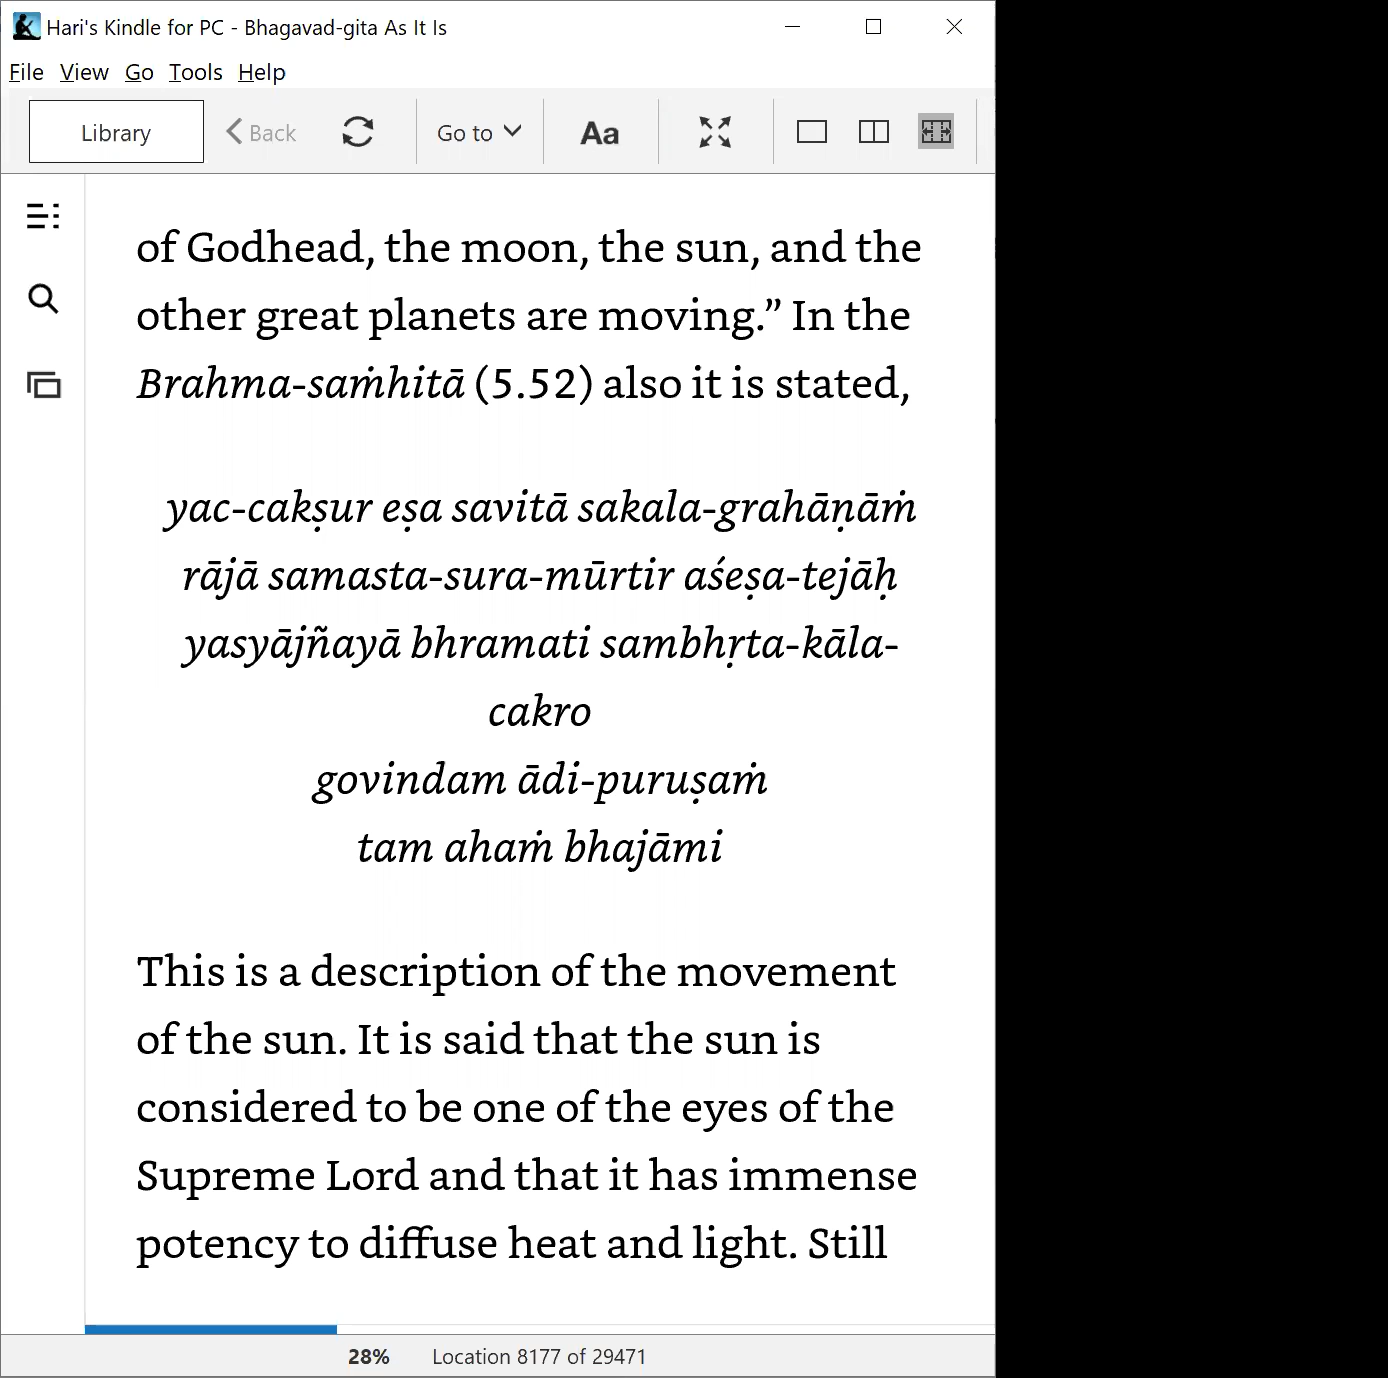 Hari's Kindle for PC - Bhagavad-gita As It Is
File View Go Tools Help
Library Back Go to Aa
of Godhead, the moon, the sun, and the
other great planets are moving.” In the
Brahma-saṁhitā (5.52) also it is stated,
yac-cakṣur eṣa savitā sakala-grahāṇāṁ
rājā samasta-sura-mūrtir aśeṣa-tejāḥ
yasyājñayā bhramati sambhṛta-kāla-
cakro
govindam ādi-puruṣaṁ
tam ahaṁ bhajāmi
This is a description of the movement
of the sun. It is said that the sun is
considered to be one of the eyes of the
Supreme Lord and that it has immense
potency to diffuse heat and light. Still
28% Location 8177 of 29471